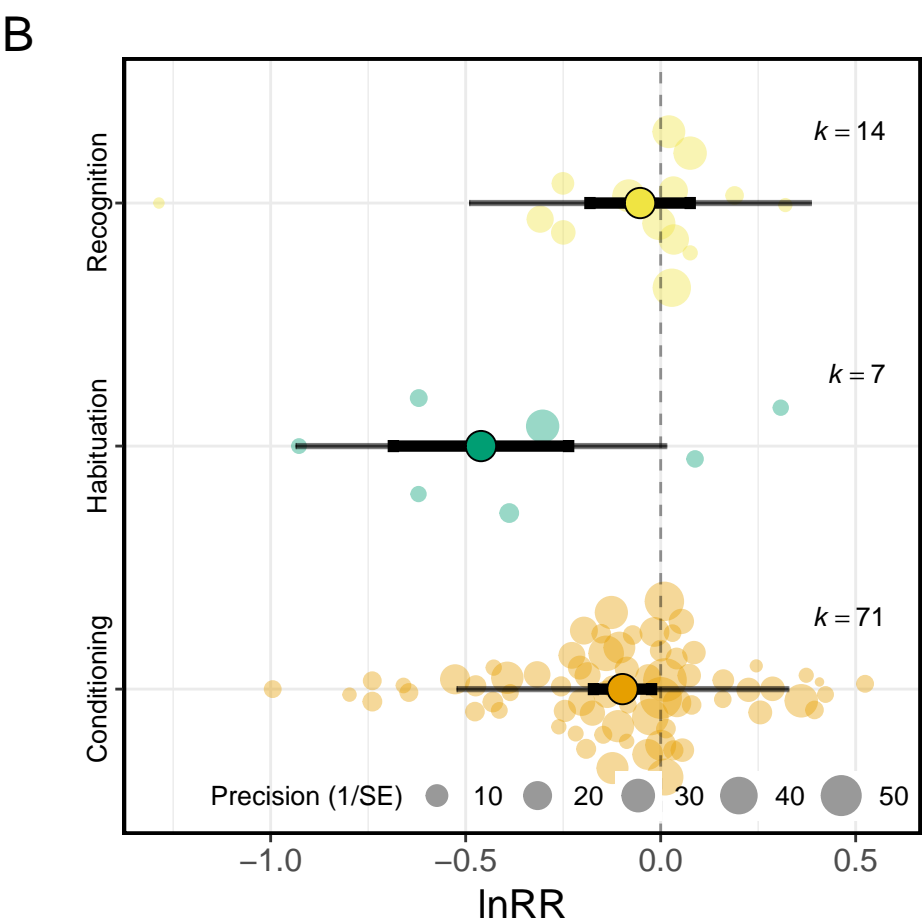 B
Recognition
k = 14
Habituation
k = 7
Conditioning
k = 71
Precision (1/SE) 10 20 30 40 50
−1.0 −0.5 0.0 0.5
lnRR